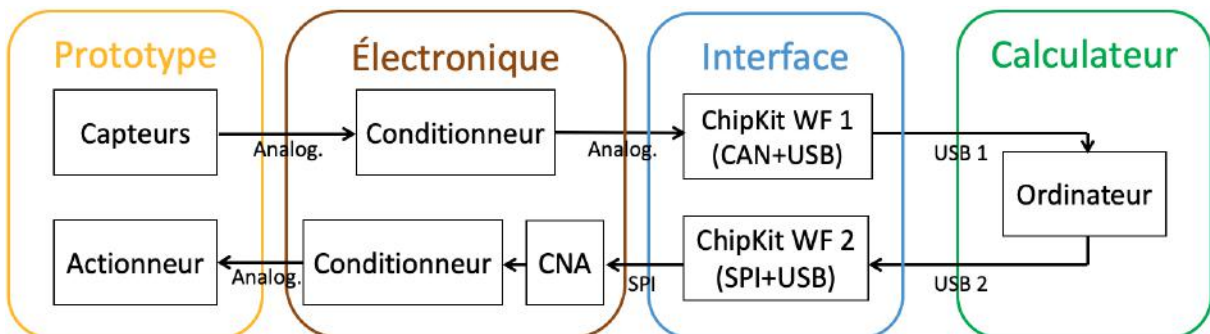 Prototype
Électronique
Interface
Calculateur
Capteurs
Analog.
Conditionneur
Analog.
ChipKit WF 1
(CAN+USB)
USB 1
Ordinateur
Actionneur
Analog.
Conditionneur
CNA
SPI
ChipKit WF 2
(SPI+USB)
USB 2